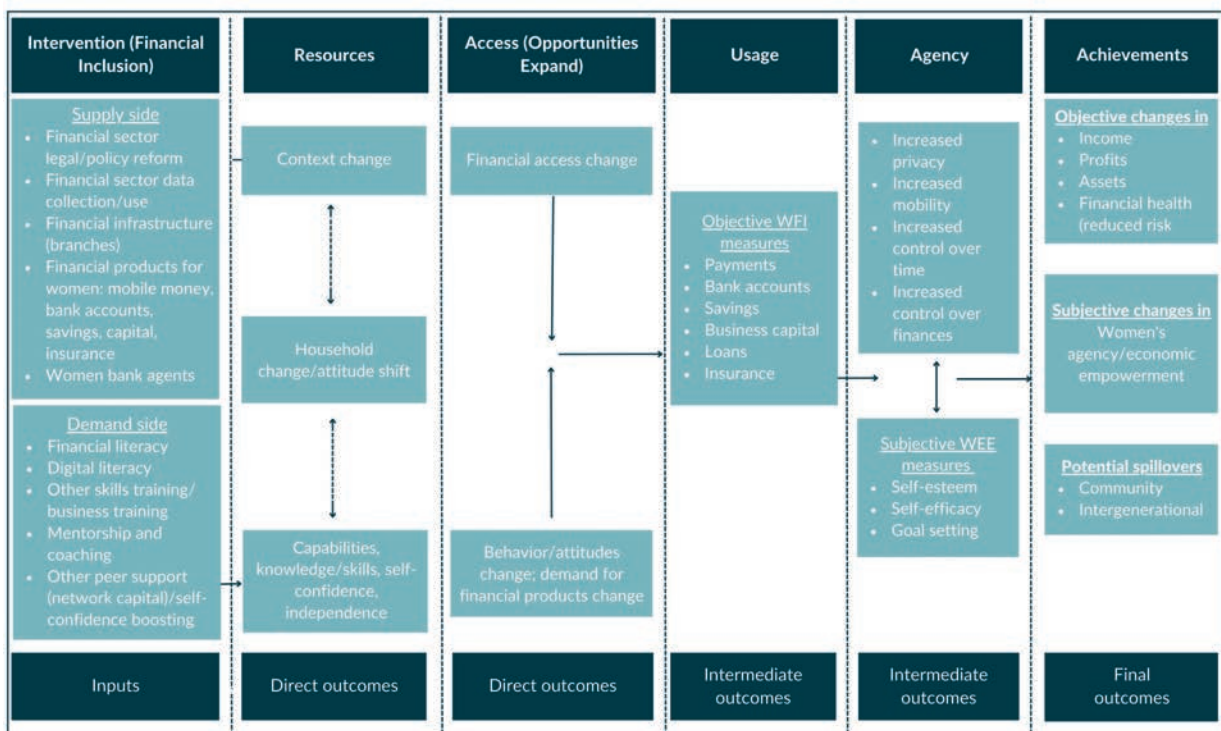 Intervention (Financial
Inclusion)
Supply side
• Financial sector
legal/policy reform
• Financial sector data
collection/use
• Financial infrastructure
(branches)
• Financial products for
women: mobile money,
bank accounts,
savings, capital,
insurance
• Women bank agents
Demand side
• Financial literacy
• Digital literacy
• Other skills training/
business training
• Mentorship and
coaching
• Other peer support
(network capital)/self-
confidence boosting
Inputs
Resources
Context change
Household
change/attitude shift
Capabilities,
knowledge/skills, self-
confidence,
independence
Direct outcomes
Access (Opportunities
Expand)
Financial access change
Behavior/attitudes
change; demand for
financial products change
Direct outcomes
Usage
Objective WFI
measures
• Payments
• Bank accounts
• Savings
• Business capital
• Loans
• Insurance
Intermediate
outcomes
Agency
• Increased
privacy
• Increased
mobility
• Increased
control over
time
• Increased
control over
finances
Subjective WEE
measures
• Self-esteem
• Self-efficacy
• Goal setting
Intermediate
outcomes
Achievements
Objective changes in
• Income
• Profits
• Assets
• Financial health
(reduced risk
Subjective changes in
Women's
agency/economic
empowerment
Potential spillovers
• Community
• Intergenerational
Final
outcomes